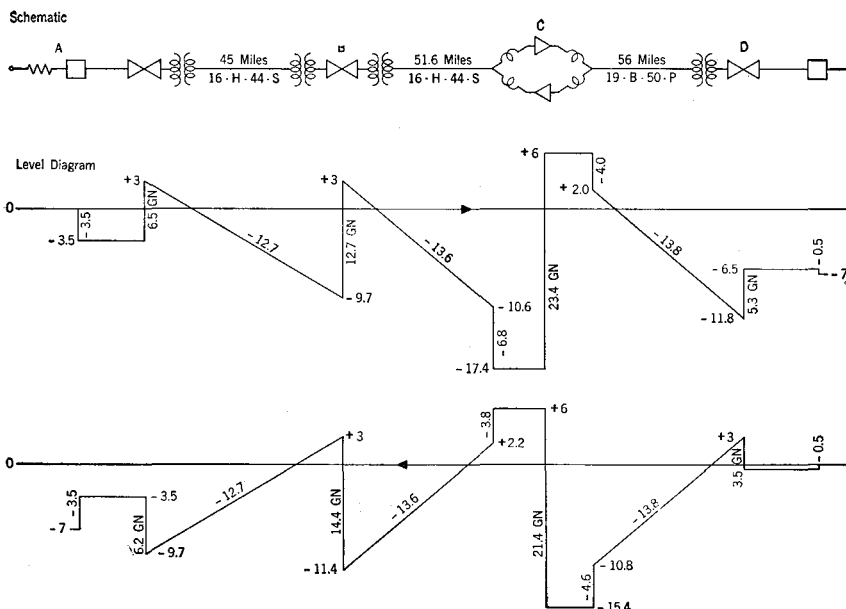 Schematic
A B C D
45 Miles 51.6 Miles 56 Miles
16-H-44-S 16-H-44-S 19-B-50-P
Level Diagram
+6
- 4.0
+3 +3 + 2.0
0
- 3.5 6.5 GN - 0.5
- 3.5 -12.7 12.7 GN -13.6 23.4 GN -13.8 - 6.5 - 7
5.3 GN
- 9.7 - 10.6 - 11.8
- 6.8
- 17.4
+3 - 3.8 +6 +3 - 0.5
+2.2
0
3.5 GN
- 3.5 - 3.5 -12.7 14.4 GN -13.6 21.4 GN -13.8
- 7 6.2 GN - 9.7
- 11.4 - 10.8
- 4.6
- 15.4